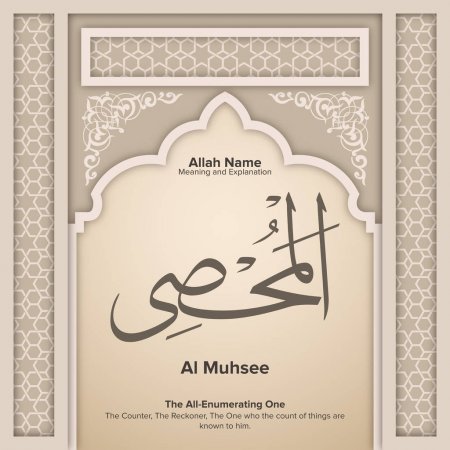 Allah Name
Meaning and Explanation
المُحْصِي
Al Muhsee
The All-Enumerating One
The Counter, The Reckoner, The One who the count of things are
known to him.